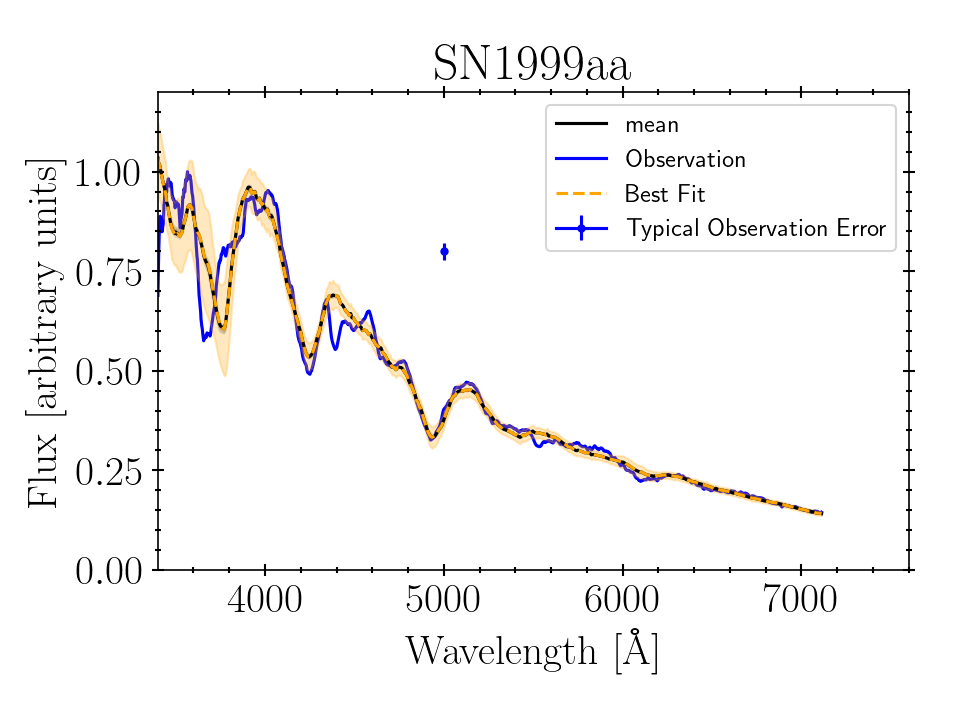 SN1999aa
mean
Observation
Best Fit
Typical Observation Error
Flux [arbitrary units]
1.00
0.75
0.50
0.25
0.00
4000 5000 6000 7000
Wavelength [Å]